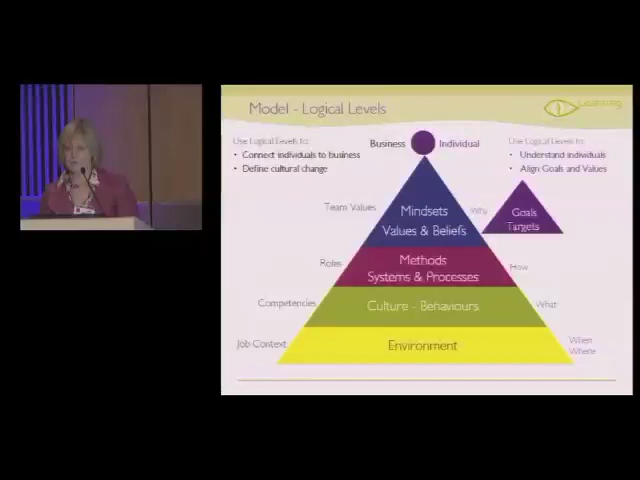 Model - Logical Levels
Learning
Use Logical Levels to:
• Connect individuals to business
• Define cultural change
Business
Individual
Use Logical Levels to:
• Understand individuals
• Align Goals and Values
Team Values
Mindsets
Values & Beliefs
Why
Goals
Targets
Roles
Methods
Systems & Processes
How
Competencies
Culture - Behaviours
What
Job Context
Environment
When
Where